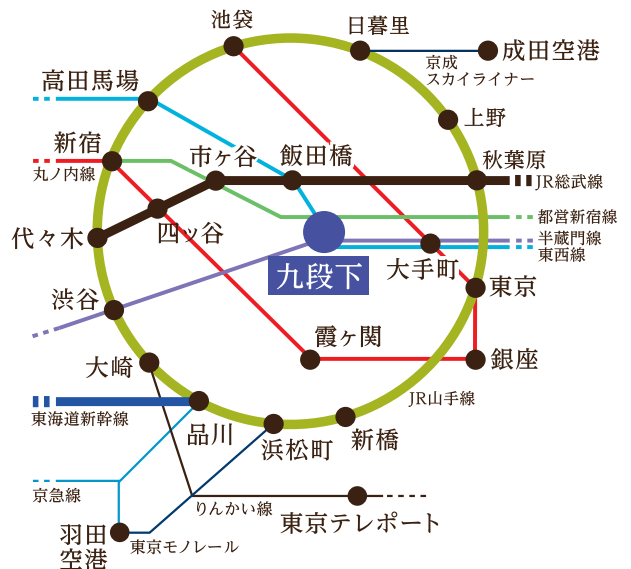 池袋
日暮里
成田空港
京成
スカイライナー
高田馬場
上野
新宿
市ヶ谷
飯田橋
秋葉原
丸ノ内線
JR総武線
都営新宿線
代々木
四ッ谷
半蔵門線
東西線
大手町
九段下
東京
渋谷
霞ヶ関
銀座
大崎
JR山手線
東海道新幹線
品川
浜松町
新橋
京急線
りんかい線
東京テレポート
羽田
空港
東京モノレール